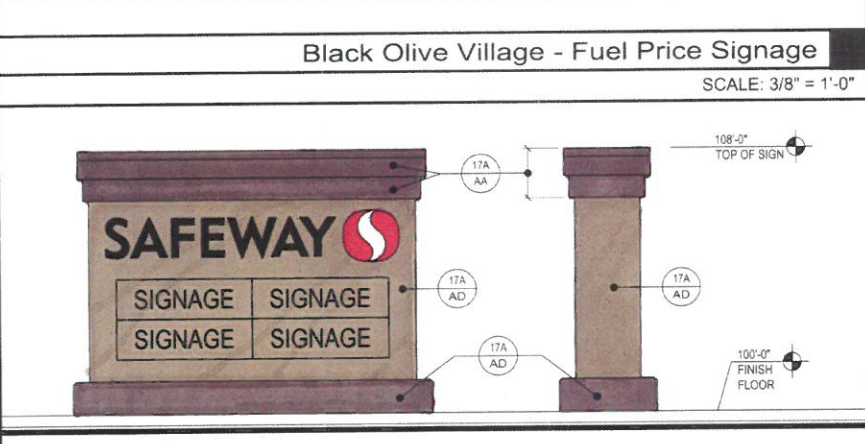 Black Olive Village - Fuel Price Signage
SCALE: 3/8" = 1'-0"
108'-0"
TOP OF SIGN
17A
AA
SAFEWAY
SIGNAGE SIGNAGE
SIGNAGE SIGNAGE
17A
AD
17A
AD
17A
AD
100'-0"
FINISH
FLOOR